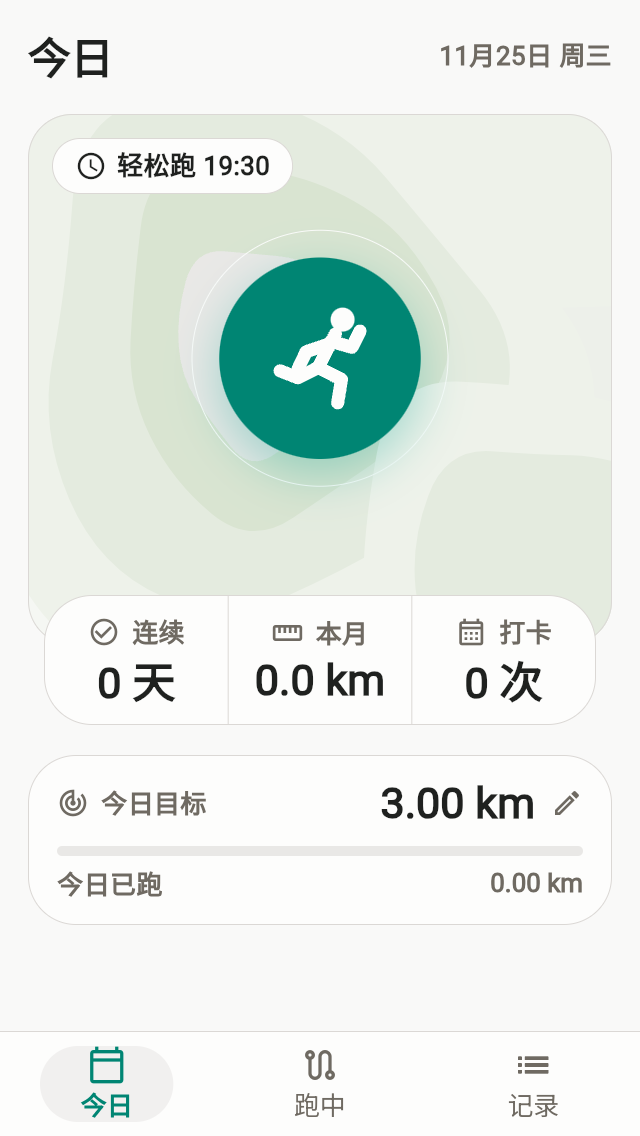 今日
11月25日 周三
轻松跑 19:30
连续
0 天
本月
0.0 km
打卡
0 次
今日目标
3.00 km
今日已跑
0.00 km
今日
跑中
记录